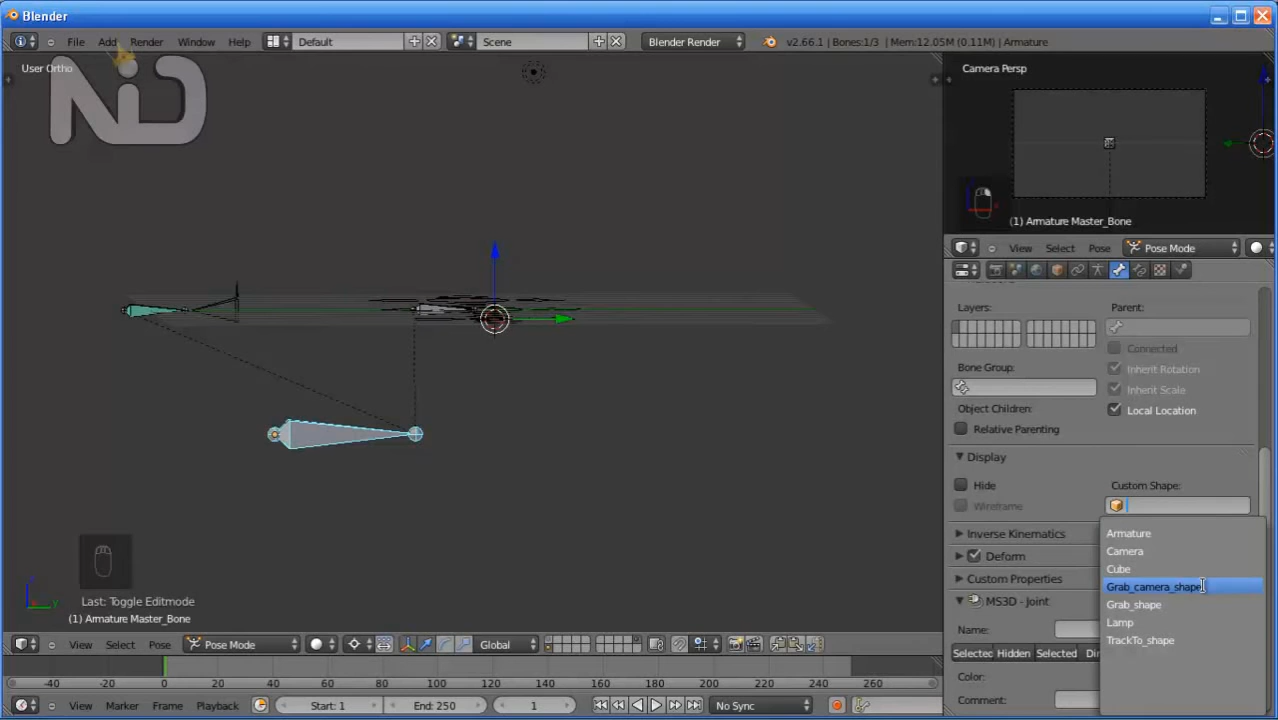 Blender
File Add Render Window Help Default Scene Blender Render v2.66.1 | Bones:1/3 | Mem:12.05M (0.11M) | Armature
User Ortho
ND
Camera Persp
(1) Armature Master_Bone
View Select Pose Pose Mode
Layers: Parent:
Connected
Bone Group: Inherit Rotation
Inherit Scale
Object Children: Local Location
Relative Parenting
Display
Hide Custom Shape:
Wireframe
Inverse Kinematics Armature
Deform Camera
Cube
Custom Properties Grab_camera_shape
MS3D - Joint Grab_shape
Name: Lamp
TrackTo_shape
Selected Hidden Selected Di
Color:
Comment:
Last: Toggle Editmode
(1) Armature Master_Bone
View Select Pose Pose Mode Global
-40 -20 0 20 40 60 80 100 120 140 160 180 200 220 240 260
View Marker Frame Playback Start: 1 End: 250 1 No Sync